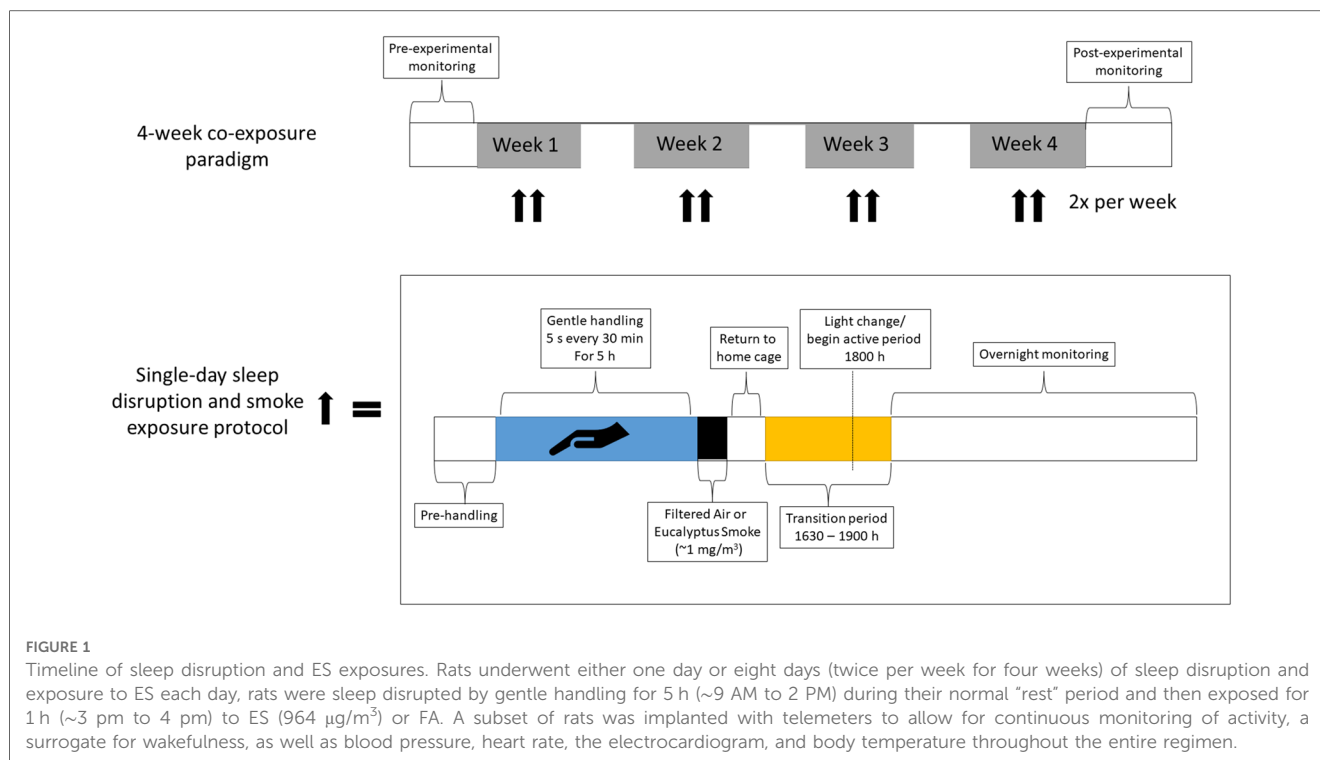 Pre-experimental
monitoring
Post-experimental
monitoring
4-week co-exposure
paradigm
Week 1
Week 2
Week 3
Week 4
2x per week
Gentle handling
5 s every 30 min
For 5 h
Return to
home cage
Light change/
begin active period
1800 h
Overnight monitoring
Single-day sleep
disruption and smoke
exposure protocol
=
Pre-handling
Filtered Air or
Eucalyptus Smoke
(~1 mg/m³)
Transition period
1630 – 1900 h
FIGURE 1
Timeline of sleep disruption and ES exposures. Rats underwent either one day or eight days (twice per week for four weeks) of sleep disruption and
exposure to ES each day, rats were sleep disrupted by gentle handling for 5 h (~9 AM to 2 PM) during their normal “rest” period and then exposed for
1 h (~3 pm to 4 pm) to ES (964 μg/m³) or FA. A subset of rats was implanted with telemeters to allow for continuous monitoring of activity, a
surrogate for wakefulness, as well as blood pressure, heart rate, the electrocardiogram, and body temperature throughout the entire regimen.